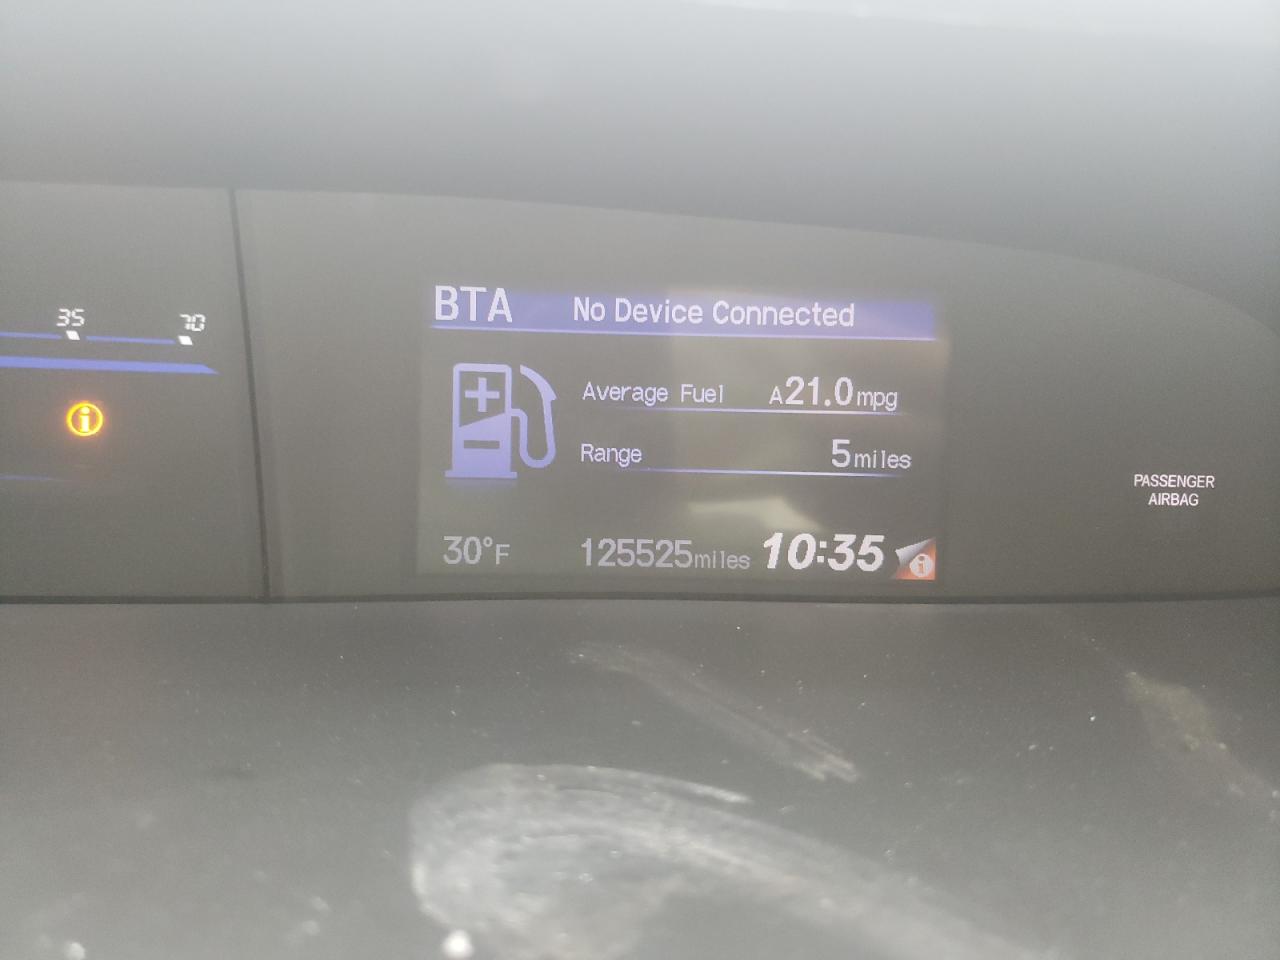 35 70
BTA No Device Connected
Average Fuel A21.0mpg
Range 5miles
30°F 125525miles 10:35
PASSENGER
AIRBAG